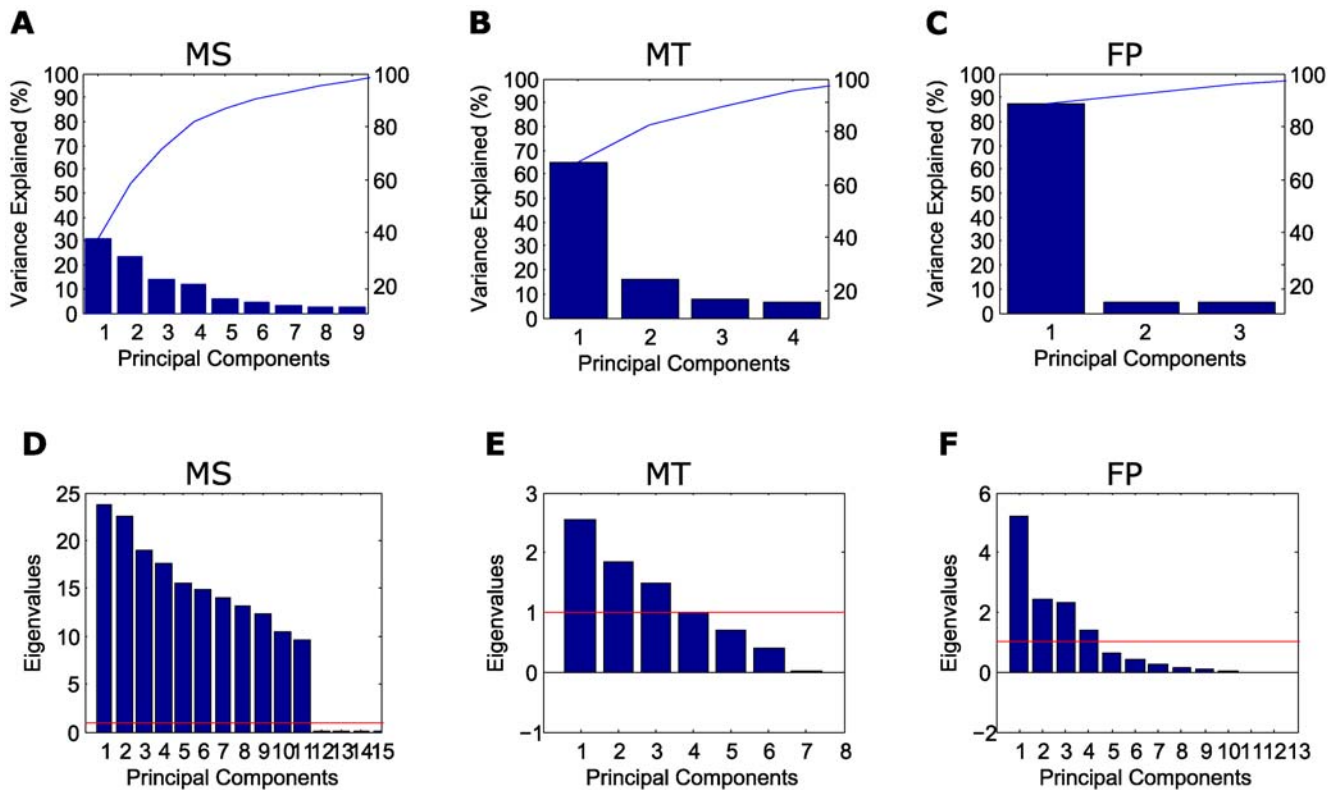 A
MS
Variance Explained (%)
100
90
80
70
60
50
40
30
20
10
0
100
80
60
40
20
1 2 3 4 5 6 7 8 9
Principal Components
B
MT
Variance Explained (%)
100
90
80
70
60
50
40
30
20
10
0
100
80
60
40
20
1 2 3 4
Principal Components
C
FP
Variance Explained (%)
100
90
80
70
60
50
40
30
20
10
0
100
80
60
40
20
1 2 3
Principal Components
D
MS
Eigenvalues
25
20
15
10
5
0
1 2 3 4 5 6 7 8 9 10 11 12 13 14 15
Principal Components
E
MT
Eigenvalues
3
2
1
0
−1
1 2 3 4 5 6 7 8
Principal Components
F
FP
Eigenvalues
6
4
2
0
−2
1 2 3 4 5 6 7 8 9 10 11 12 13
Principal Components